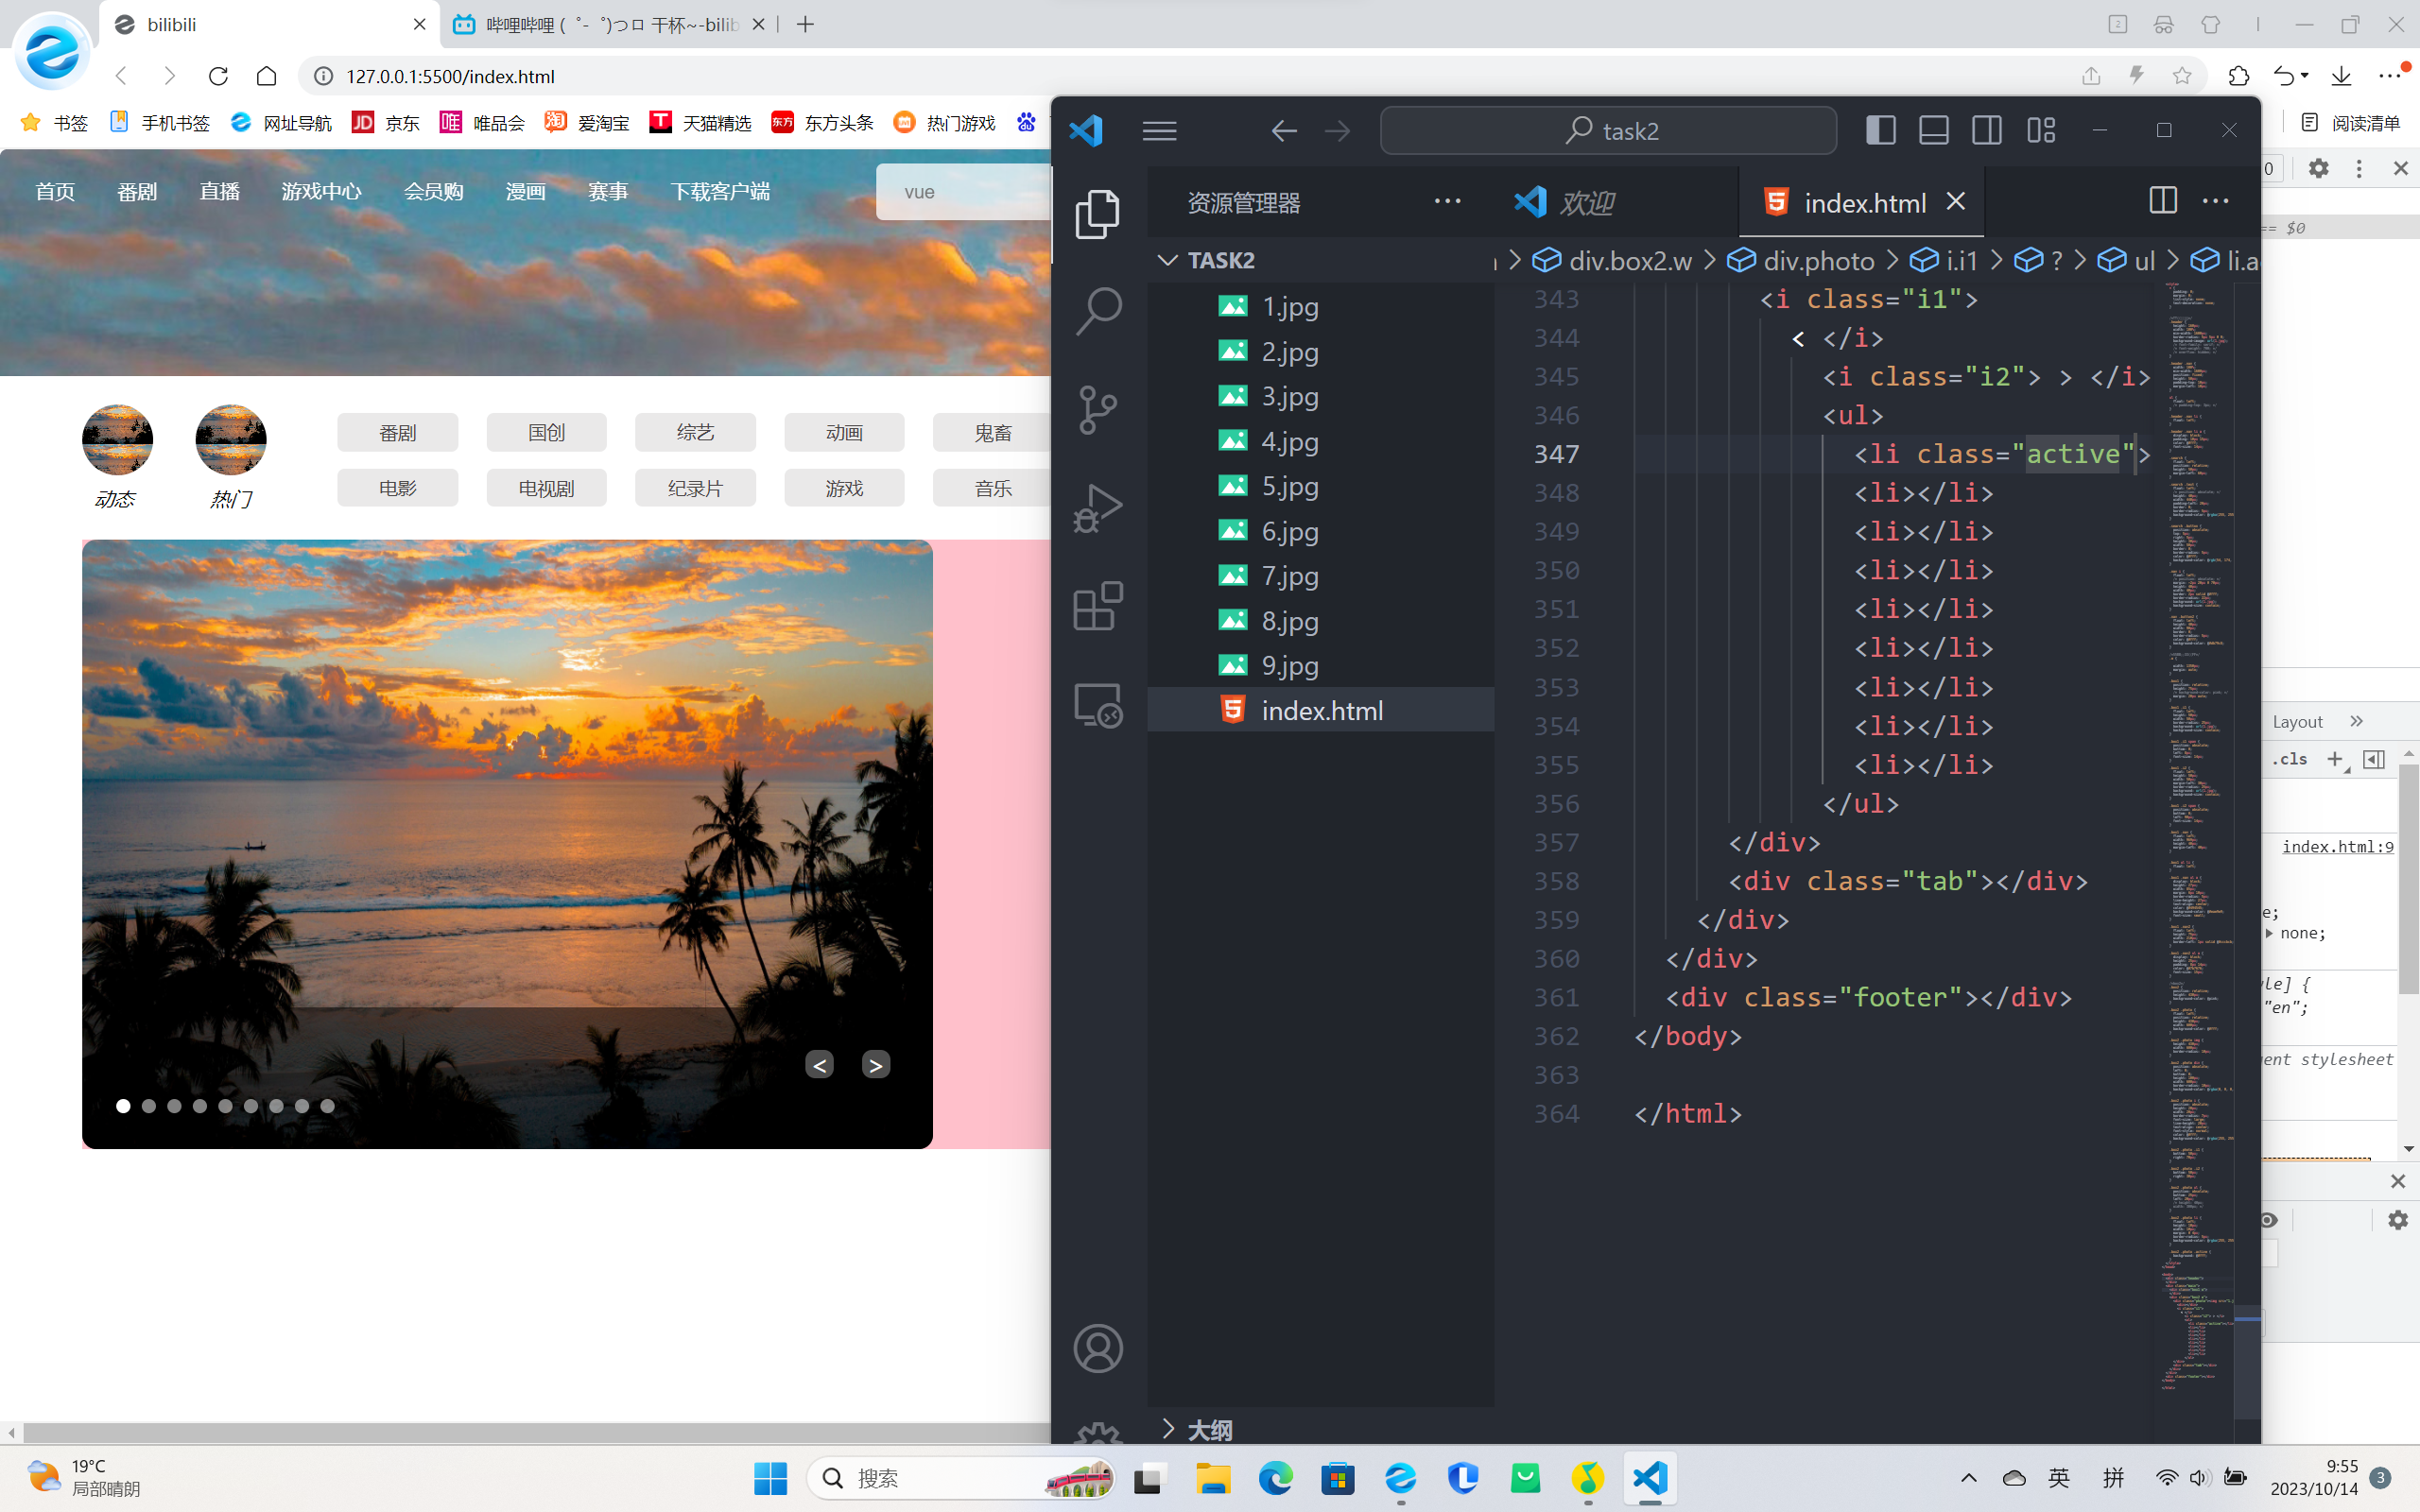 bilibili
哔哩哔哩 (゜-゜)つロ 干杯~-bilib
127.0.0.1:5500/index.html
书签 手机书签 网址导航 京东 唯品会 爱淘宝 天猫精选 东方头条 热门游戏
阅读清单
首页 番剧 直播 游戏中心 会员购 漫画 赛事 下载客户端
vue
动态 热门
番剧 国创 综艺 动画 鬼畜
电影 电视剧 纪录片 游戏 音乐
< >
task2
资源管理器
欢迎
index.html
TASK2
div.box2.w > div.photo > i.i1 > ? > ul > li.a
1.jpg
2.jpg
3.jpg
4.jpg
5.jpg
6.jpg
7.jpg
8.jpg
9.jpg
index.html
大纲
343 <i class="i1">
344 < </i>
345 <i class="i2"> > </i>
346 <ul>
347 <li class="active">
348 <li></li>
349 <li></li>
350 <li></li>
351 <li></li>
352 <li></li>
353 <li></li>
354 <li></li>
355 <li></li>
356 </ul>
357 </div>
358 <div class="tab"></div>
359 </div>
360 </div>
361 <div class="footer"></div>
362 </body>
363
364 </html>
0
== $0
Layout
.cls
index.html:9
e;
none;
yle] {
"en";
ent stylesheet
19°C
局部晴朗
搜索
英 拼
9:55
2023/10/14
3